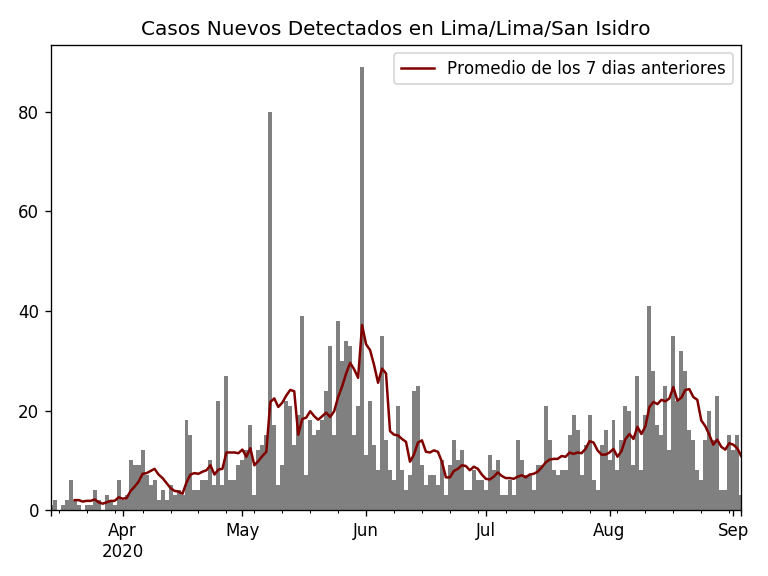 Casos Nuevos Detectados en Lima/Lima/San Isidro
Promedio de los 7 dias anteriores
80
60
40
20
0
Apr May Jun Jul Aug Sep
2020